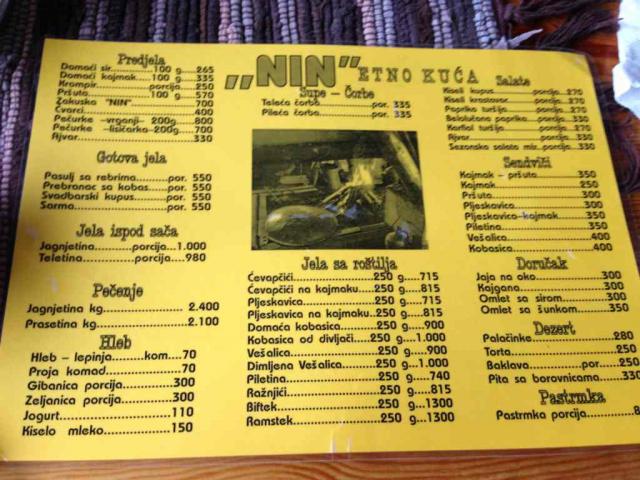 „NIN” ETNO KUĆA
Predjela
Domaći sir..........100 g.....265
Domaći kajmak....100 g.....335
Krompir................porcija....250
Pršuta..................100 g.....570
Zakuska "NIN"................700
Čvarci..............................400
Pečurke -vrganji- 200g......800
Pečurke -lisičarka-200g......700
Ajvar...............................330
Gotova jela
Pasulj sa rebrima......por. 550
Prebranac sa kobas...por. 550
Svadbarski kupus......por. 550
Sarma.....................por. 550
Jela ispod sača
Jagnjetina.........porcija...1.000
Teletina............porcija....980
Pečenje
Jagnjetina kg................... 2.400
Prasetina kg.....................2.100
Hleb
Hleb - lepinja........kom....70
Proja komad..................70
Gibanica porcija............300
Zeljanica porcija............300
Jogurt..........................110
Kiselo mleko................150
Supe - Čorbe
Teleća čorba...............por. 335
Pileća čorba................por. 335
Jela sa roštilja
Ćevapčići....................250 g....715
Ćevapčići na kajmaku....250 g....815
Pljeskavica..................250 g....715
Pljeskavica na kajmaku..250 g..815
Domaća kobasica..........250 g...900
Kobasica od divljači.....250 g...1.000
Vešalica.....................250 g...900
Dimljena Vešalica.........250 g...1.000
Piletina......................250 g....740
Ražnjići......................250 g....815
Biftek........................250 g...1300
Ramstek....................250 g...1300
Salate
Kiseli kupus............porcija...270
Kiseli krastavac........porcija...270
Paprika turšija..........porcija...270
Belolučena paprika...porcija...330
Karfiol turšija...........porcija...270
Ajvar.....................porcija...330
Sezonska salata mix..porcija...330
Sendviči
Kajmak - pršuta............350
Kajmak........................250
Pršuta.........................300
Pljeskavica...................300
Pljeskavica-kajmak.......350
Piletina.......................350
Vešalica.....................400
Kobasica....................400
Doručak
Jaja na oko.................300
Kajgana.....................300
Omlet sa sirom...........300
Omlet sa šunkom........350
Dezert
Palačinke....................280
Torta.........................250
Baklava..............por....250
Pita sa borovnicama....330
Pastrmka
Pastrmka porcija.........